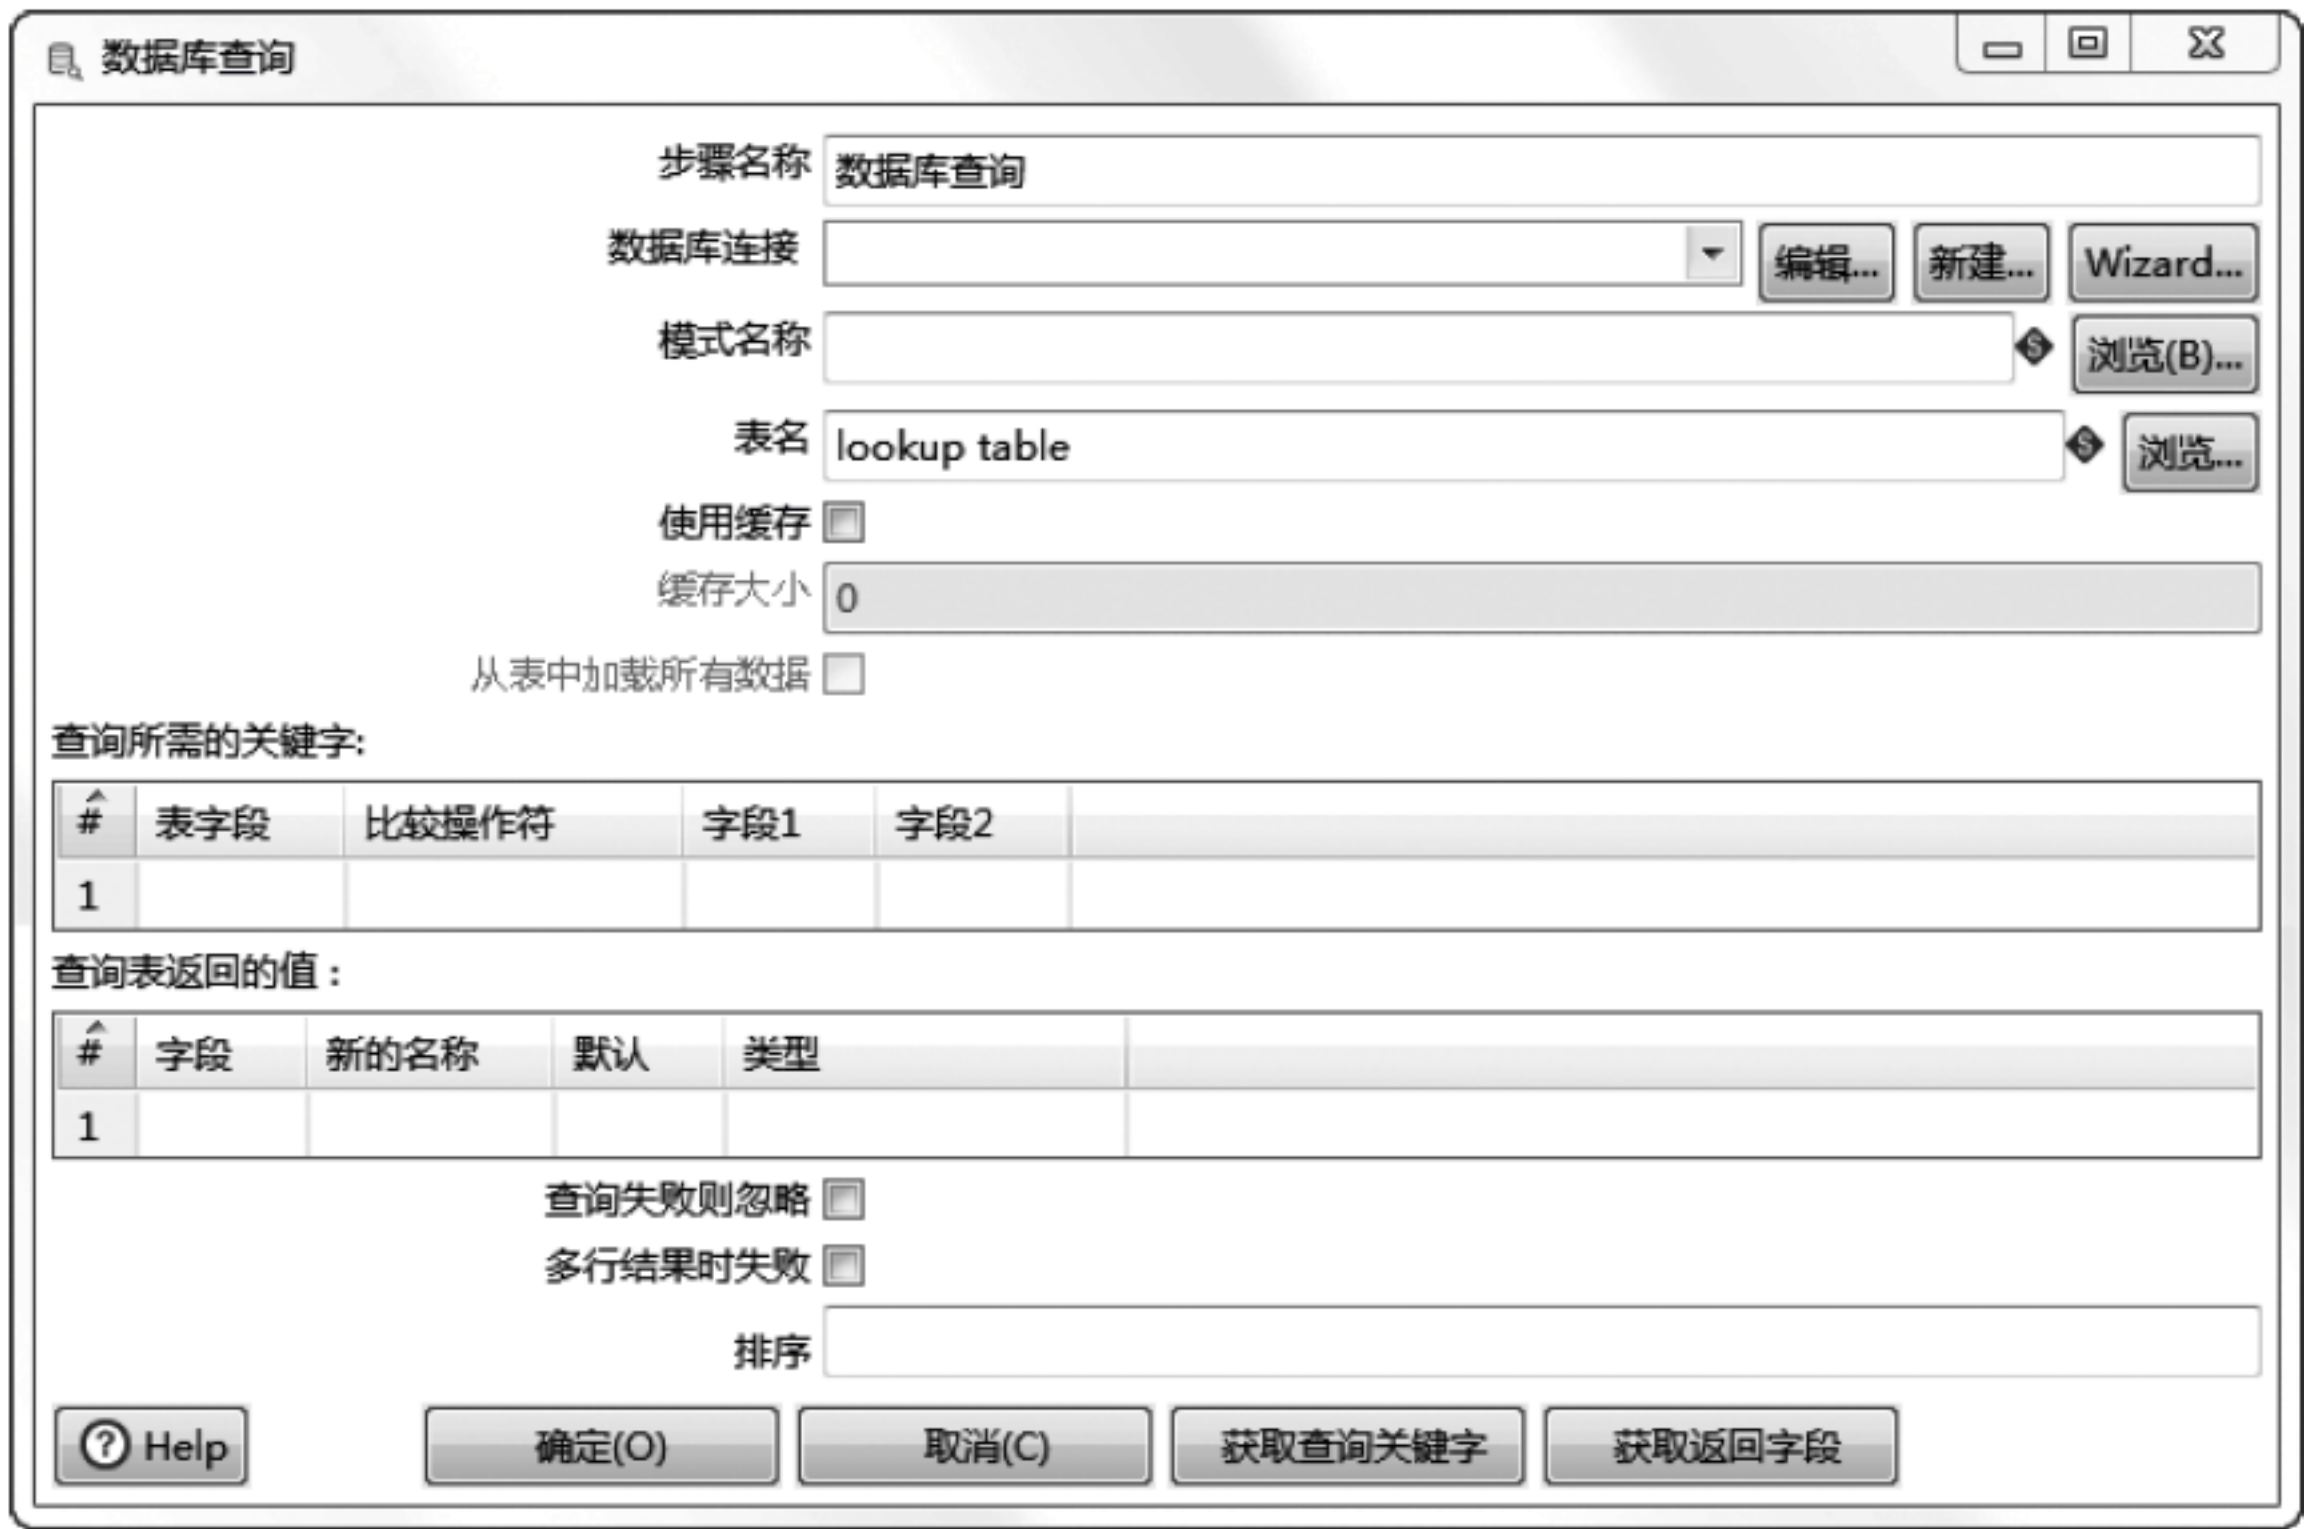 数据库查询
步骤名称 数据库查询
数据库连接 编辑... 新建... Wizard...
模式名称 浏览(B)...
表名 lookup table 浏览...
使用缓存
缓存大小 0
从表中加载所有数据
查询所需的关键字:
# 表字段 比较操作符 字段1 字段2
1
查询表返回的值：
# 字段 新的名称 默认 类型
1
查询失败则忽略
多行结果时失败
排序
Help 确定(O) 取消(C) 获取查询关键字 获取返回字段